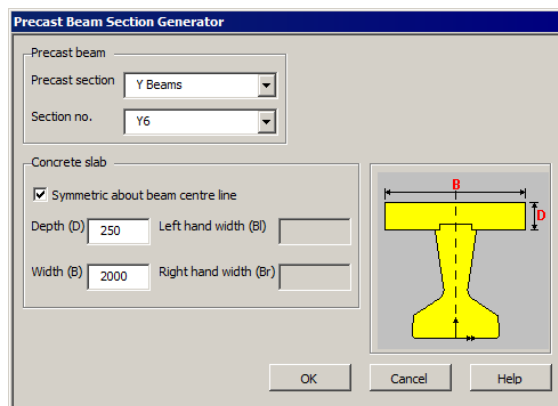 Precast Beam Section Generator
Precast beam
Precast section Y Beams
Section no. Y6
Concrete slab
Symmetric about beam centre line
Depth (D) 250 Left hand width (Bl)
Width (B) 2000 Right hand width (Br)
B
D
OK Cancel Help